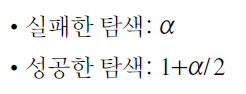 • 실패한 탐색: α
• 성공한 탐색: 1+α/2